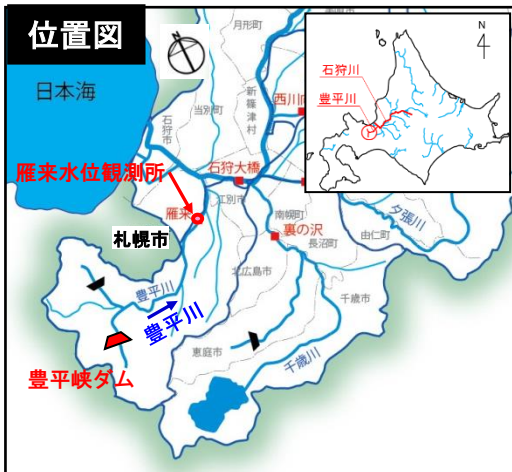 位置図
N
石狩川
豊平川
日本海
月形町
当別町
新篠津村
石狩市
西川向
雁来水位観測所
石狩大橋
江別市
雁来
札幌市
南幌町
裏の沢
長沼町
由仁町
夕張川
北広島市
豊平川
豊平川
千歳市
恵庭市
千歳川
豊平峡ダム